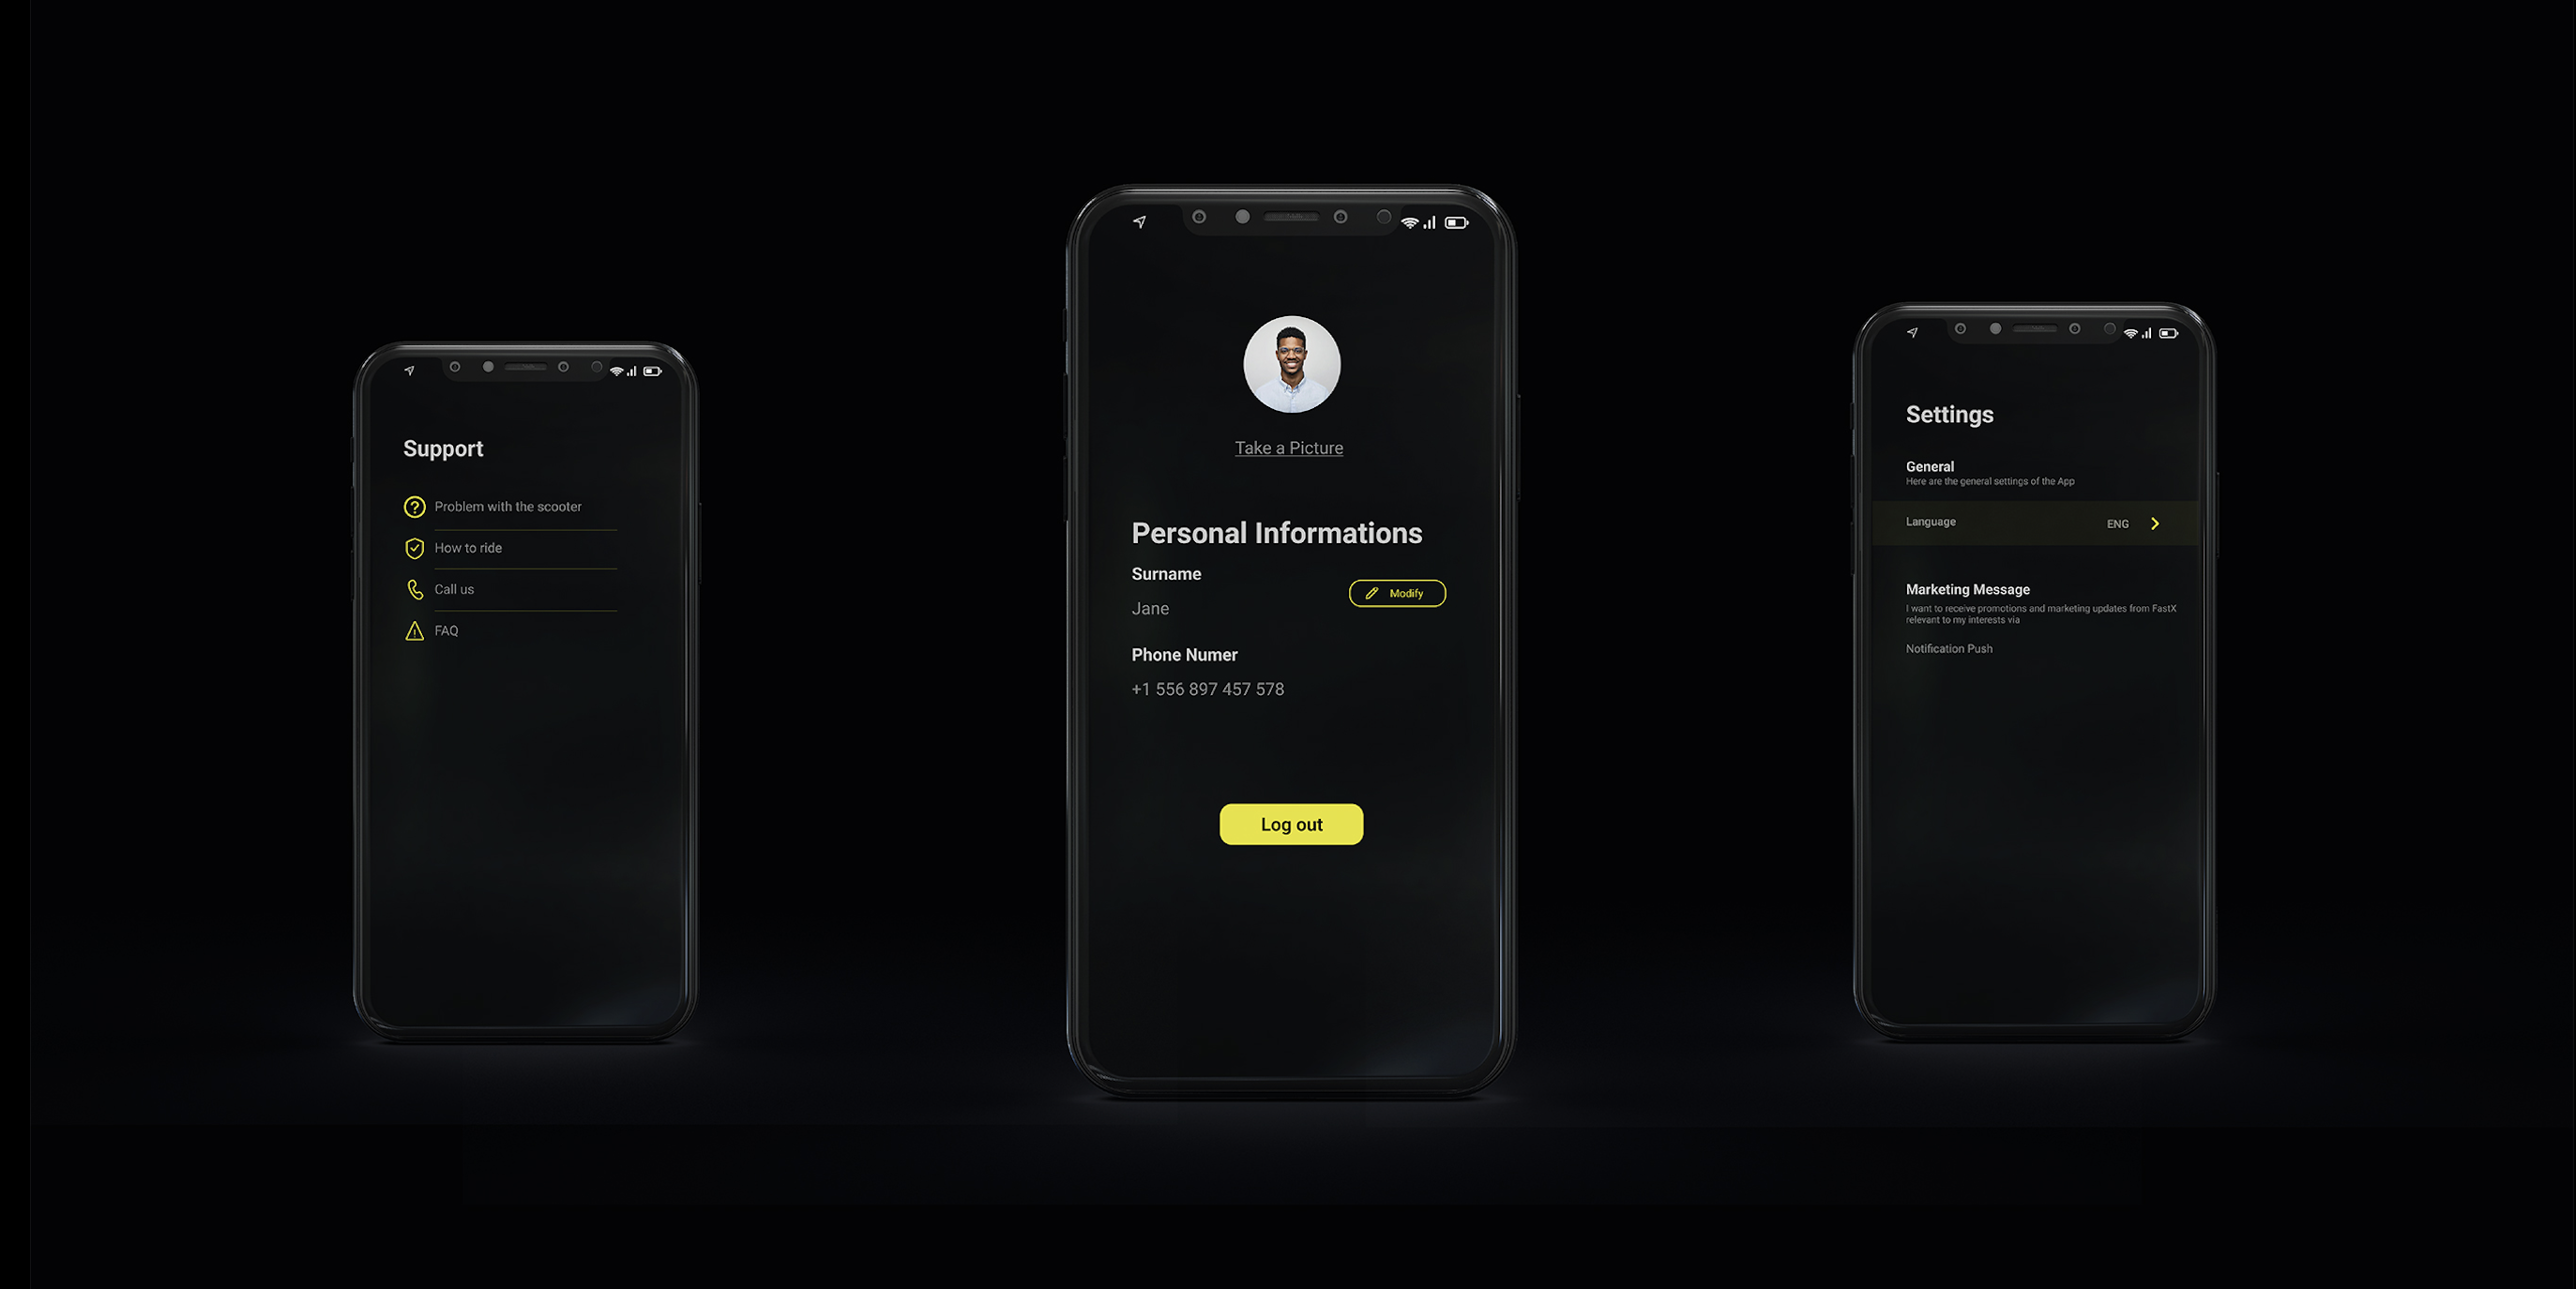 Support
Problem with the scooter
How to ride
Call us
FAQ
Take a Picture
Personal Informations
Surname
Modify
Jane
Phone Numer
+1 556 897 457 578
Log out
Settings
General
Here are the general settings of the App
Language ENG
Marketing Message
I want to receive promotions and marketing updates from FastX
relevant to my interests via
Notification Push